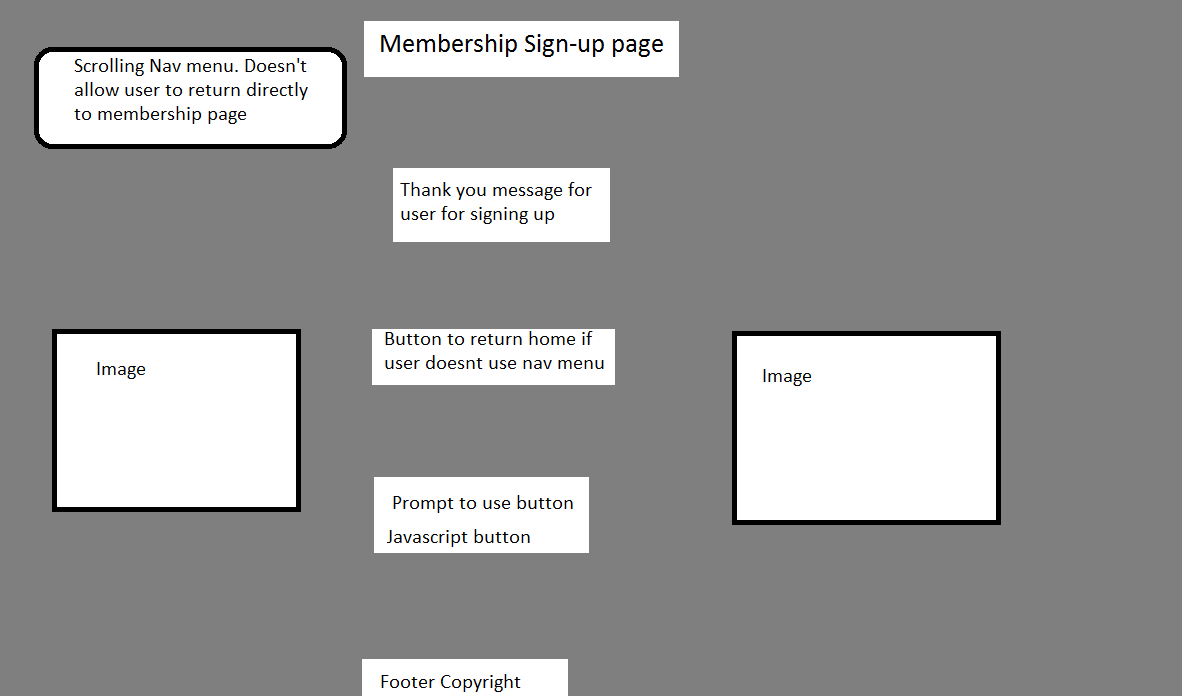 Membership Sign-up page
Scrolling Nav menu. Doesn't
allow user to return directly
to membership page
Thank you message for
user for signing up
Image
Button to return home if
user doesnt use nav menu
Image
Prompt to use button
Javascript button
Footer Copyright